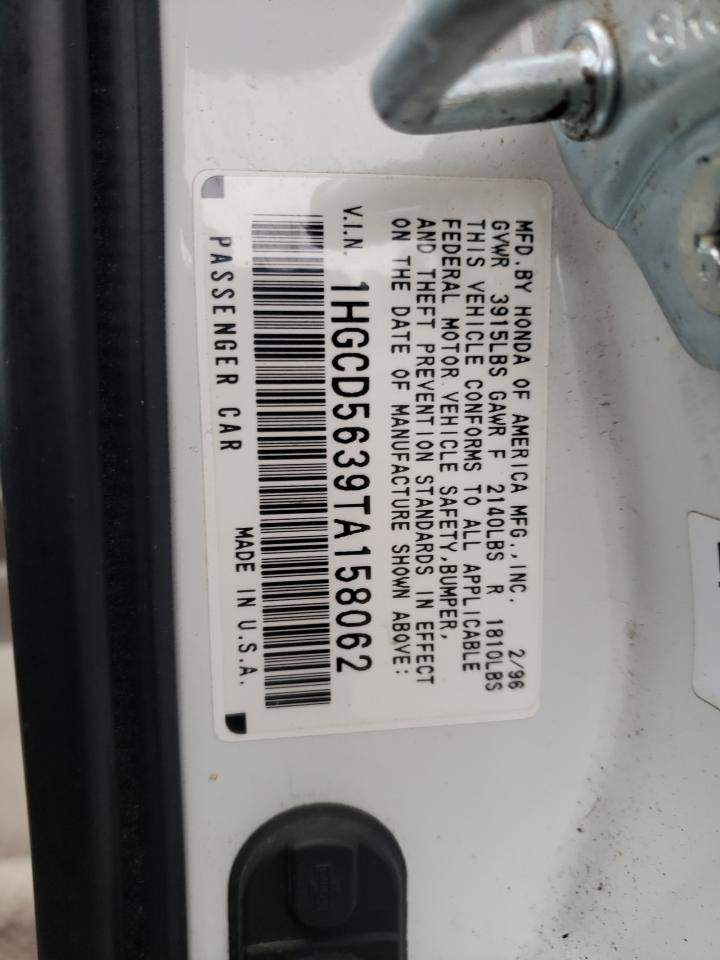 MFD.BY HONDA OF AMERICA MFG.,INC. 2/96
GVWR 3915LBS GAWR F 2140LBS R 1810LBS
THIS VEHICLE CONFORMS TO ALL APPLICABLE
FEDERAL MOTOR VEHICLE SAFETY,BUMPER,
AND THEFT PREVENTION STANDARDS IN EFFECT
ON THE DATE OF MANUFACTURE SHOWN ABOVE:
V.I.N. 1HGCD5639TA158062
PASSENGER CAR MADE IN U.S.A.